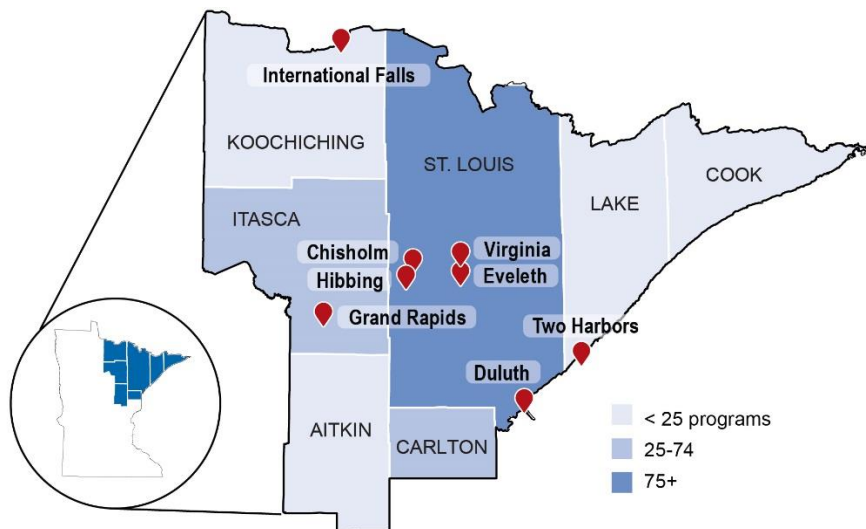 International Falls
KOOCHICHING
ST. LOUIS
COOK
LAKE
ITASCA
Chisholm
Virginia
Hibbing
Eveleth
Grand Rapids
Two Harbors
Duluth
AITKIN
CARLTON
< 25 programs
25-74
75+